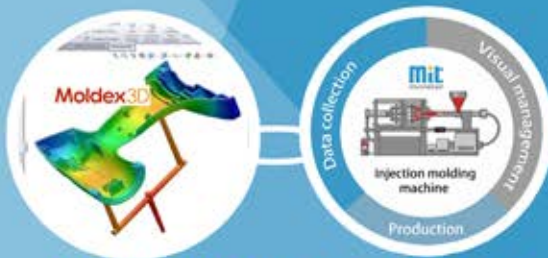 Moldex3D
Data collection
Visual management
mit
Injection molding
machine
Production